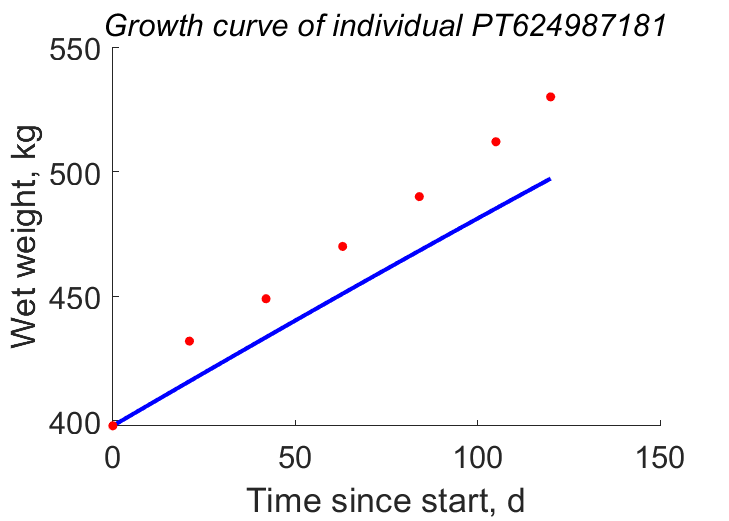 Growth curve of individual PT624987181
550
500
450
400
0 50 100 150
Wet weight, kg
Time since start, d